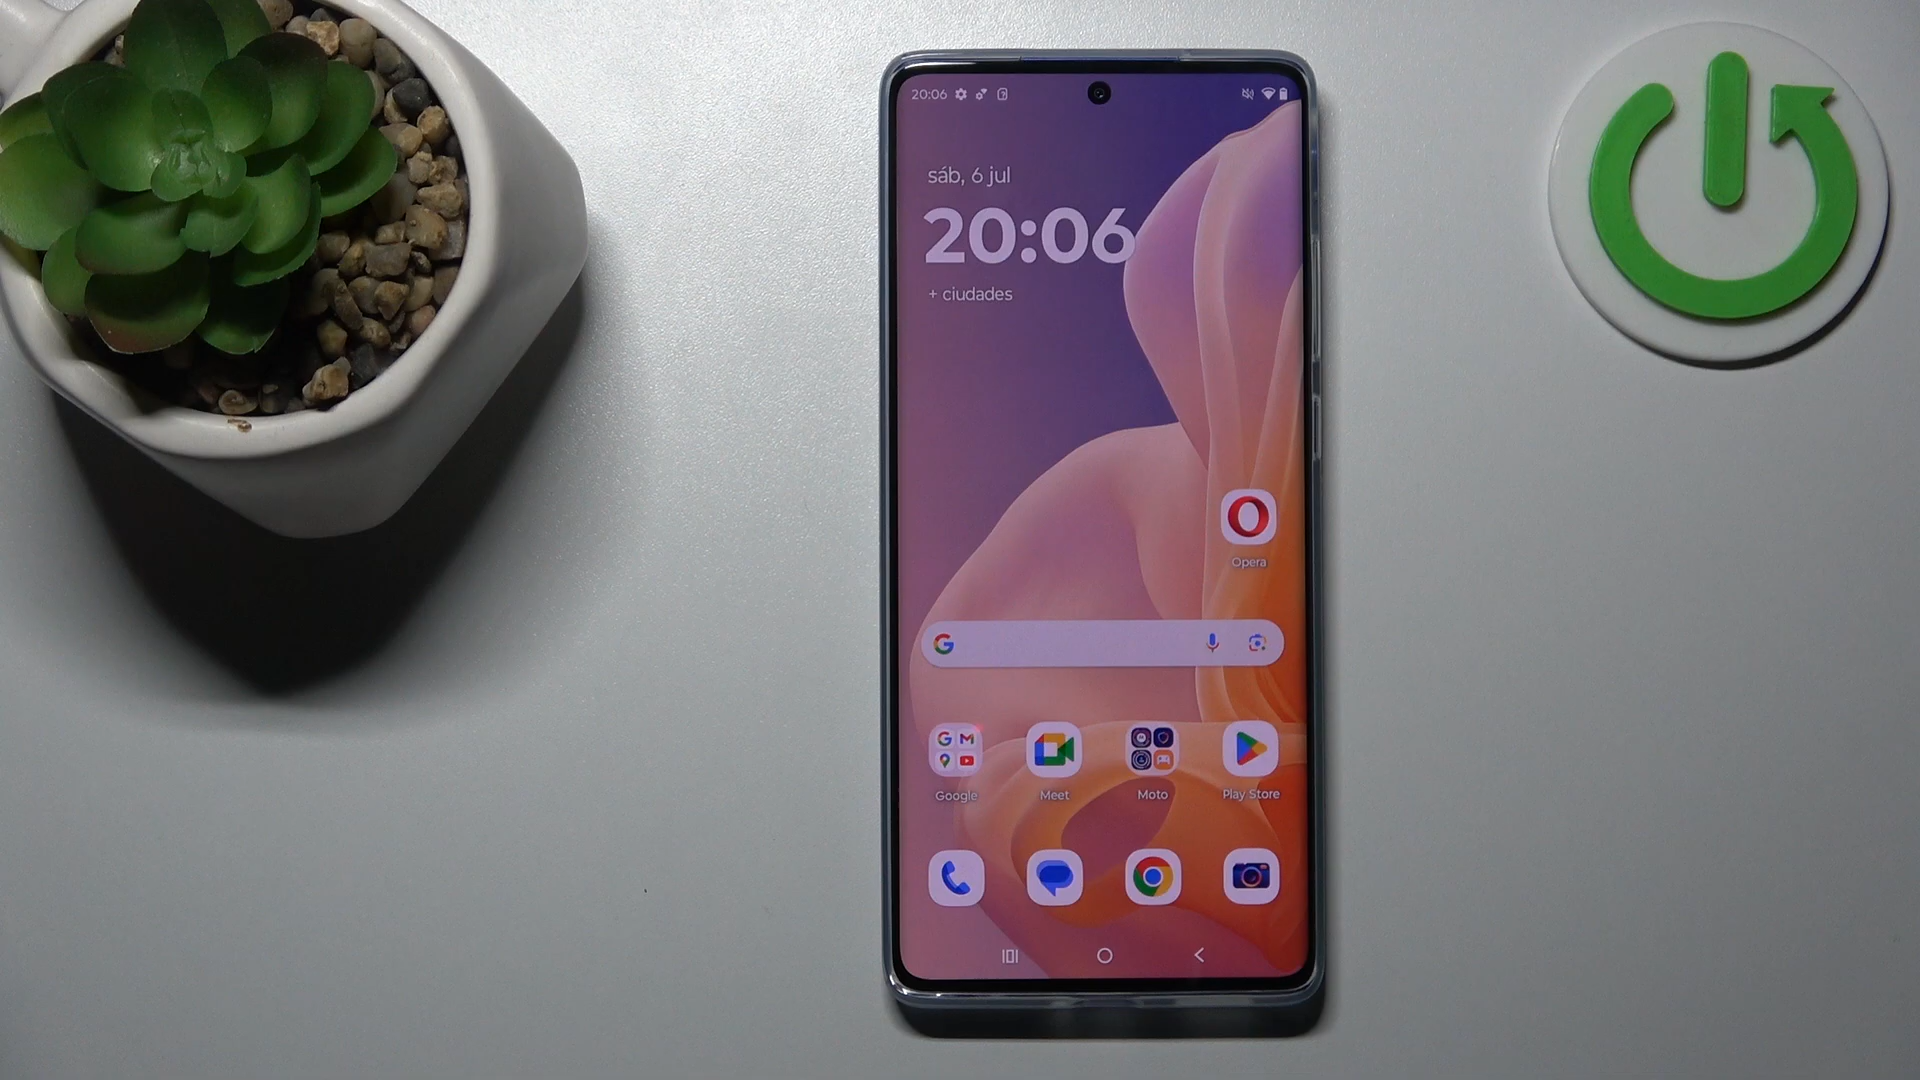 20:06
sáb, 6 jul
20:06
+ ciudades
Opera
Google
Meet
Moto
Play Store